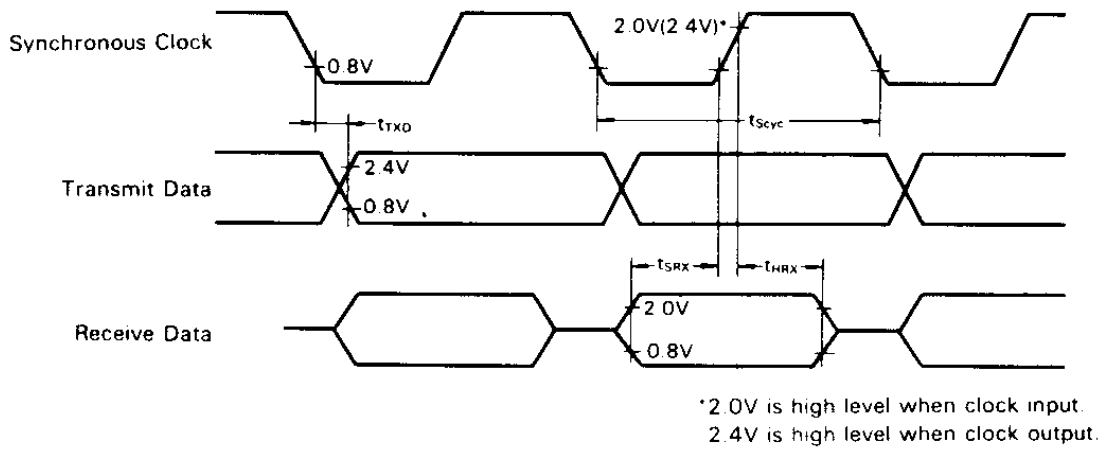 2.0V(2.4V)*
Synchronous Clock
0.8V
tTXD
tScyc
2.4V
Transmit Data
0.8V
tSRX
tHRX
2.0V
Receive Data
0.8V
*2.0V is high level when clock input.
2.4V is high level when clock output.